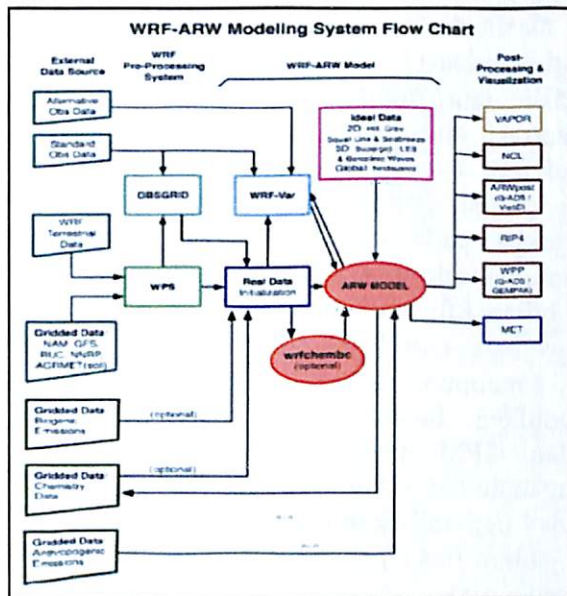 WRF-ARW Modeling System Flow Chart
External
Data Source
WRF
Pre-Processing
System
WRF-ARW Model
Post-
Processing &
Visualization
Alternative
Obs Data
Standard
Obs Data
OBSGRID
WRF-Var
Ideal Data
2D: Hill, Grav,
Squall Line & Seabreeze
3D: Supercell, LES
& Baroclinic Waves
Global:
VAPOR
NCL
ARWpost
(GrADS /
Vis5D)
RIP4
WPP
(GrADS /
GEMPAK)
MET
WRF
Terrestrial
Data
WPS
Real Data
Initialization
ARW MODEL
wrfchembc
(optional)
Gridded Data:
NAM, GFS,
RUC, NNRP,
AGRMET(soil)
Gridded Data
Biogenic
Emissions
(optional)
Gridded Data:
Chemistry
Data
(optional)
Gridded Data
Anthropogenic
Emissions